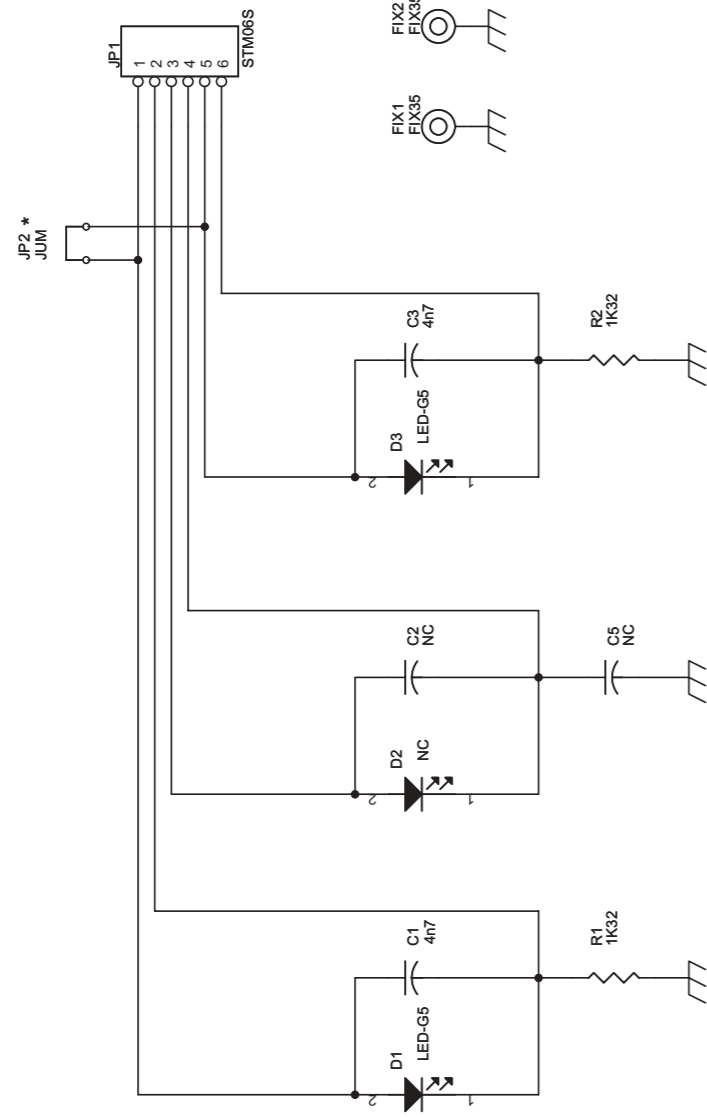 JP1
STM06S
1
2
3
4
5
6
FIX2
FIX35
FIX1
FIX35
JP2 *
JUM
C3
4n7
D3
LED-G5
2
1
R2
1K32
C2
NC
D2
NC
2
1
C5
NC
C1
4n7
D1
LED-G5
2
1
R1
1K32